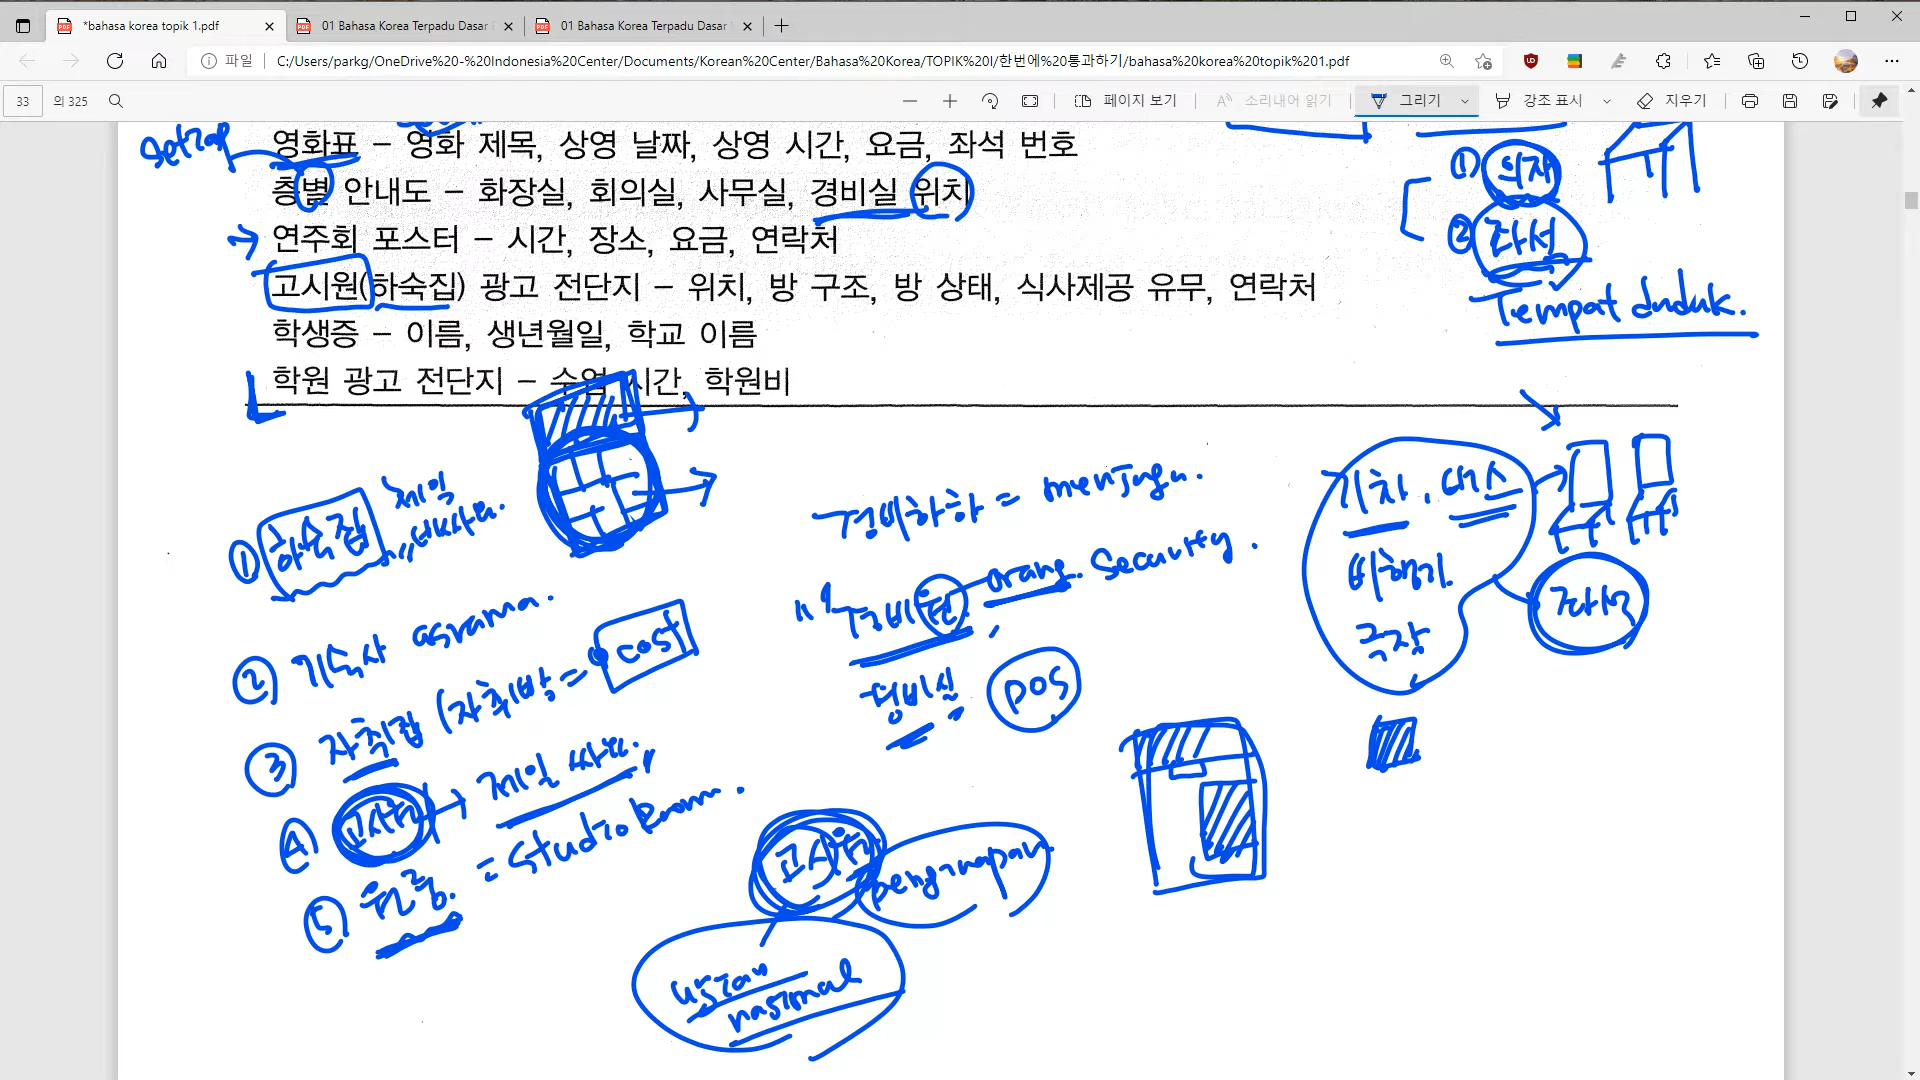 *bahasa korea topik 1.pdf
01 Bahasa Korea Terpadu Dasar
01 Bahasa Korea Terpadu Dasar
파일
C:/Users/parkg/OneDrive%20-%20Indonesia%20Center/Documents/Korean%20Center/Bahasa%20Korea/TOPIK%20I/한번에%20통과하기/bahasa%20korea%20topik%201.pdf
33 의 325
페이지 보기
소리내어 읽기
그리기
강조 표시
지우기
setiap
영화표 – 영화 제목, 상영 날짜, 상영 시간, 요금, 좌석 번호
① 의자
층별 안내도 – 화장실, 회의실, 사무실, 경비실 위치
② 좌석
연주회 포스터 – 시간, 장소, 요금, 연락처
고시원(하숙집) 광고 전단지 – 위치, 방 구조, 방 상태, 식사제공 유무, 연락처
Tempat duduk.
학생증 – 이름, 생년월일, 학교 이름
학원 광고 전단지 – 수업 시간, 학원비
① 하숙집 제일 비싸요.
② 기숙사 asrama.
③ 자취집 (자취방 = cost
④ 고시원 → 제일 싸요.
⑤ 원룸. = studio Room.
경비하다 = menjaga.
경비원 orang. Security.
경비실 pos
고시원 penginapan
ujian nasional
기차, 버스
비행기
극장
좌석